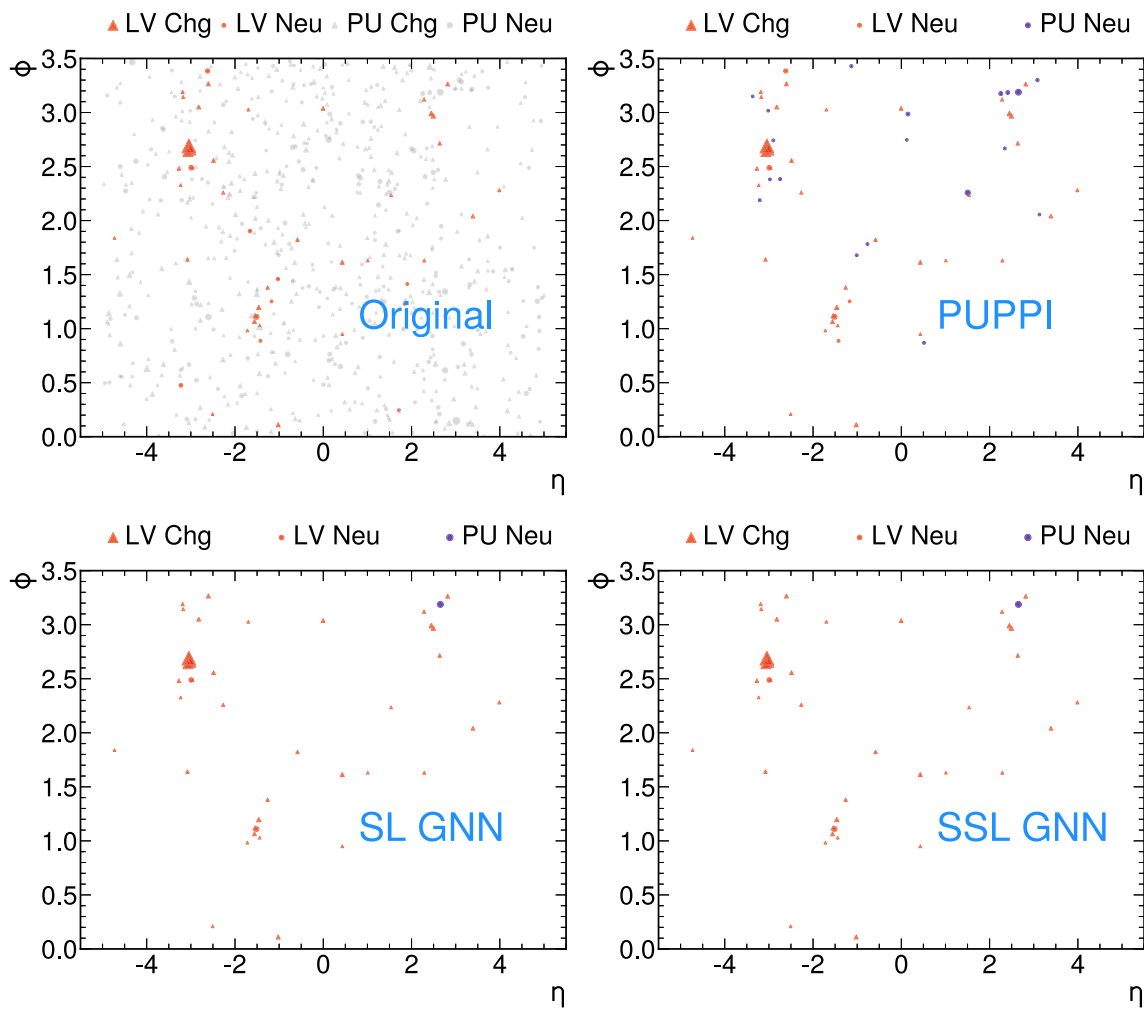 LV Chg LV Neu PU Chg PU Neu
ϕ
3.5
3.0
2.5
2.0
1.5
1.0
0.5
0.0
Original
−4 −2 0 2 4
η
LV Chg LV Neu PU Neu
ϕ
3.5
3.0
2.5
2.0
1.5
1.0
0.5
0.0
PUPPI
−4 −2 0 2 4
η
LV Chg LV Neu PU Neu
ϕ
3.5
3.0
2.5
2.0
1.5
1.0
0.5
0.0
SL GNN
−4 −2 0 2 4
η
LV Chg LV Neu PU Neu
ϕ
3.5
3.0
2.5
2.0
1.5
1.0
0.5
0.0
SSL GNN
−4 −2 0 2 4
η